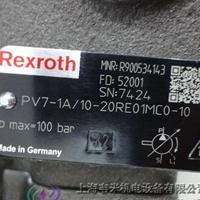 Rexroth
MNR:R900534143
FD: 52001
SN:7424
PV7-1A/10-20RE01MC0-10
p max=100 bar
52
Made in Germany
上海韦米机电设备有限公司